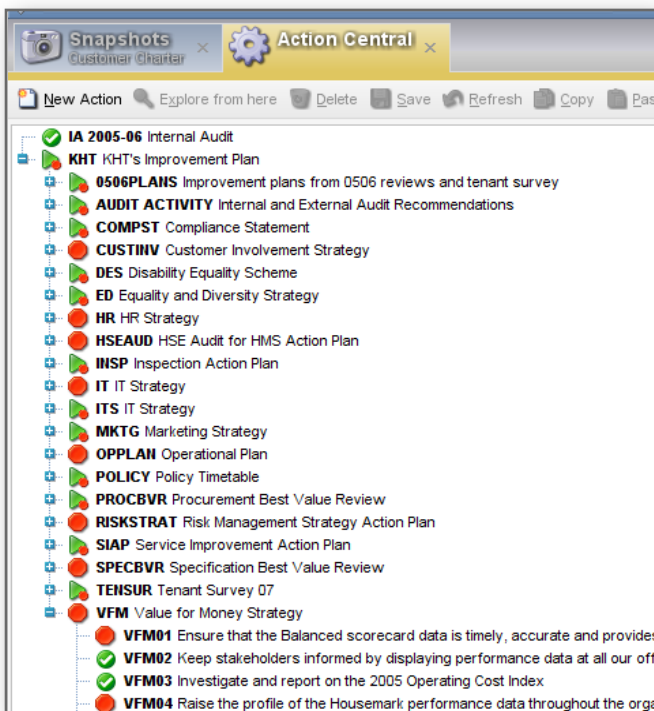 Snapshots
Customer Charter
Action Central
New Action Explore from here Delete Save Refresh Copy Pas
IA 2005-06 Internal Audit
KHT KHT's Improvement Plan
0506PLANS Improvement plans from 0506 reviews and tenant survey
AUDIT ACTIVITY Internal and External Audit Recommendations
COMPST Compliance Statement
CUSTINV Customer Involvement Strategy
DES Disability Equality Scheme
ED Equality and Diversity Strategy
HR HR Strategy
HSEAUD HSE Audit for HMS Action Plan
INSP Inspection Action Plan
IT IT Strategy
ITS IT Strategy
MKTG Marketing Strategy
OPPLAN Operational Plan
POLICY Policy Timetable
PROCBVR Procurement Best Value Review
RISKSTRAT Risk Management Strategy Action Plan
SIAP Service Improvement Action Plan
SPECBVR Specification Best Value Review
TENSUR Tenant Survey 07
VFM Value for Money Strategy
VFM01 Ensure that the Balanced scorecard data is timely, accurate and provides
VFM02 Keep stakeholders informed by displaying performance data at all our off
VFM03 Investigate and report on the 2005 Operating Cost Index
VFM04 Raise the profile of the Housemark performance data throughout the orga